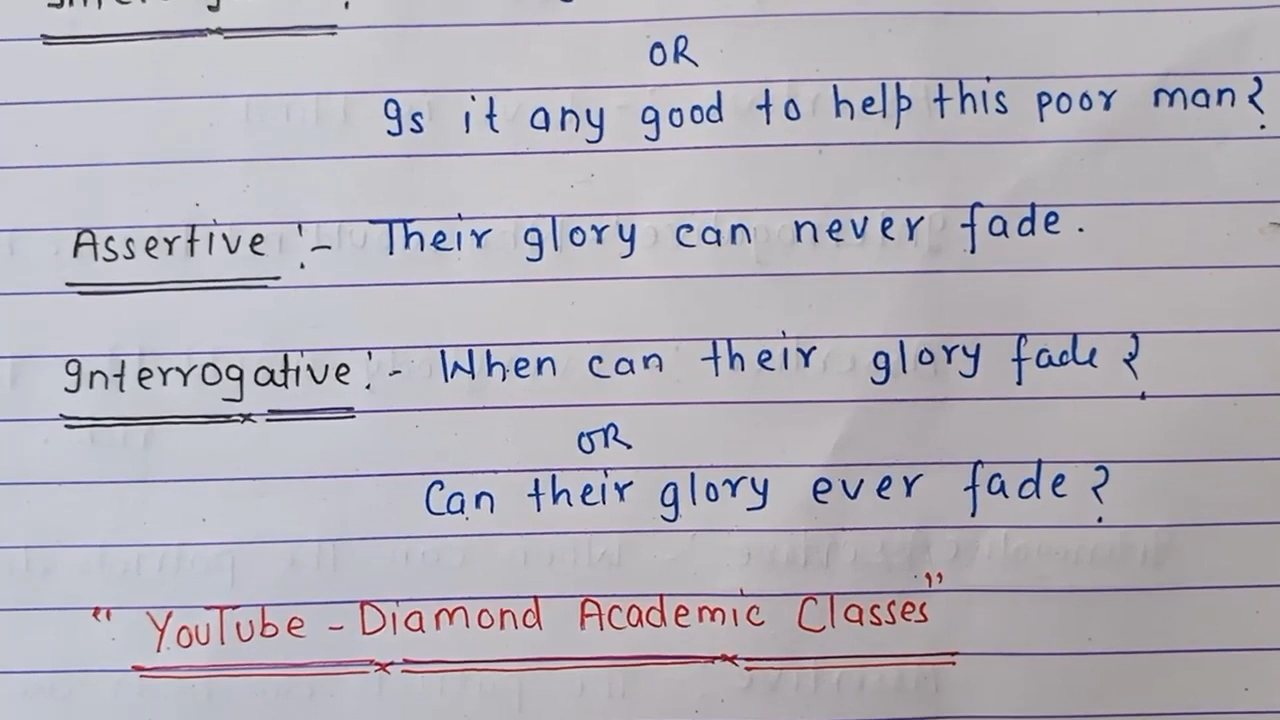 OR
Is it any good to help this poor man?
Assertive :- Their glory can never fade.
Interrogative :- When can their glory fade?
OR
Can their glory ever fade?
" YouTube - Diamond Academic Classes "